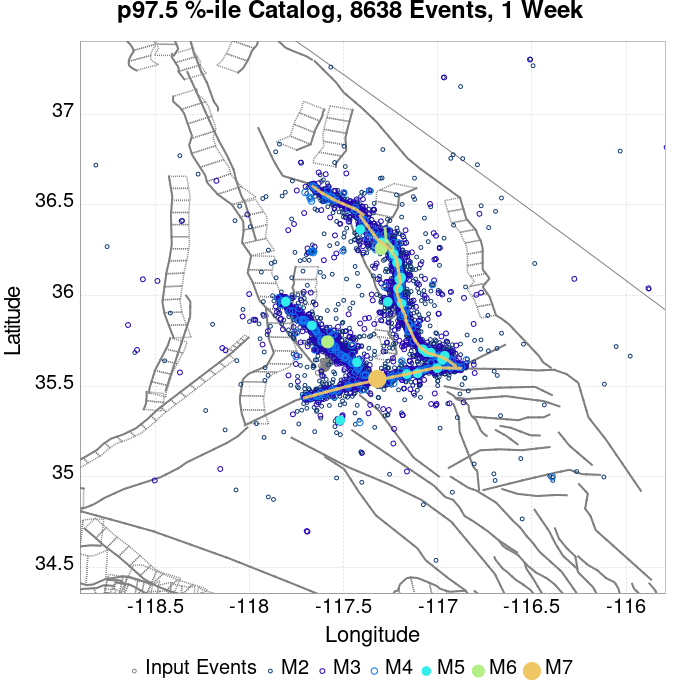 p97.5 %-ile Catalog, 8638 Events, 1 Week
37
36.5
36
35.5
35
34.5
Latitude
-118.5 -118 -117.5 -117 -116.5 -116
Longitude
Input Events M2 M3 M4 M5 M6 M7